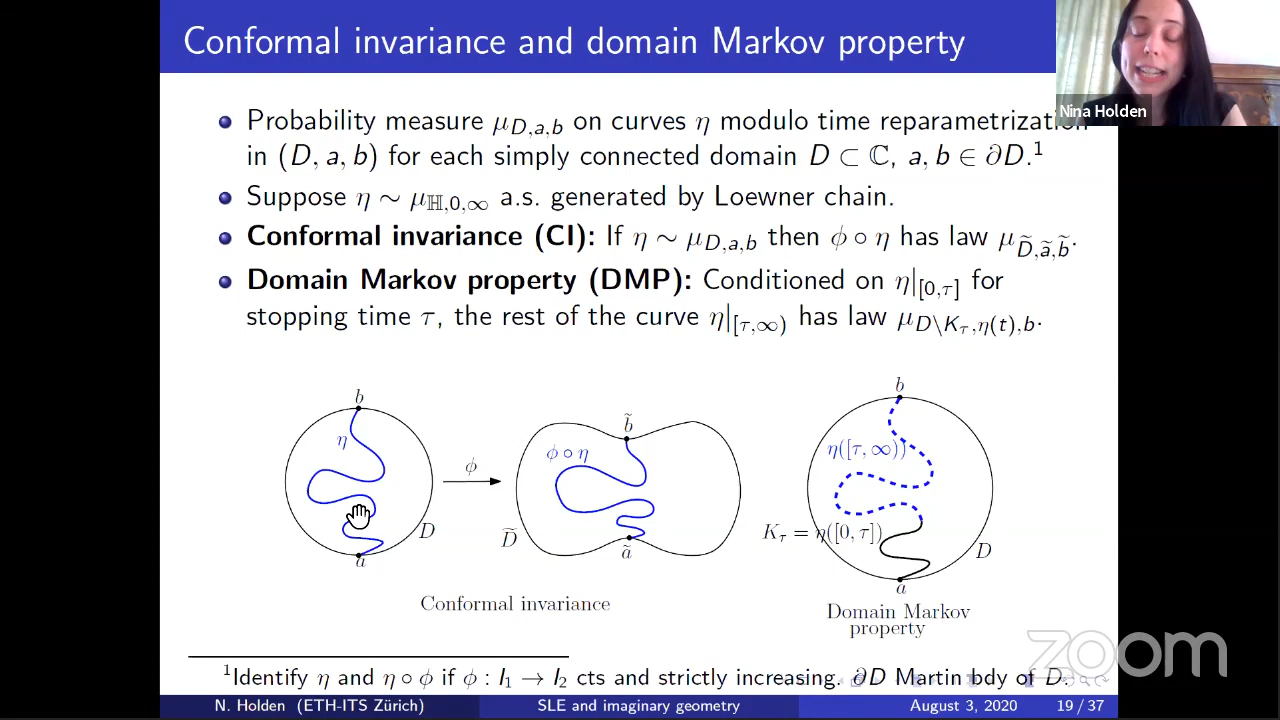 Conformal invariance and domain Markov property
Nina Holden
Probability measure μ_{D,a,b} on curves η modulo time reparametrization
in (D, a, b) for each simply connected domain D ⊂ ℂ, a, b ∈ ∂D.¹
Suppose η ∼ μ_{ℍ,0,∞} a.s. generated by Loewner chain.
Conformal invariance (CI): If η ∼ μ_{D,a,b} then ϕ ∘ η has law μ_{D̃,ã,b̃}.
Domain Markov property (DMP): Conditioned on η|_{[0,τ]} for
stopping time τ, the rest of the curve η|_{[τ,∞)} has law μ_{D\K_τ,η(t),b}.
b
η
D
a
ϕ
b̃
ϕ ∘ η
D̃
ã
Conformal invariance
b
η([τ, ∞))
K_τ = η([0, τ])
D
a
Domain Markov
property
zoom
¹Identify η and η ∘ ϕ if ϕ : I₁ → I₂ cts and strictly increasing. ∂D Martin bdy of D.
N. Holden (ETH-ITS Zürich)
SLE and imaginary geometry
August 3, 2020
19 / 37